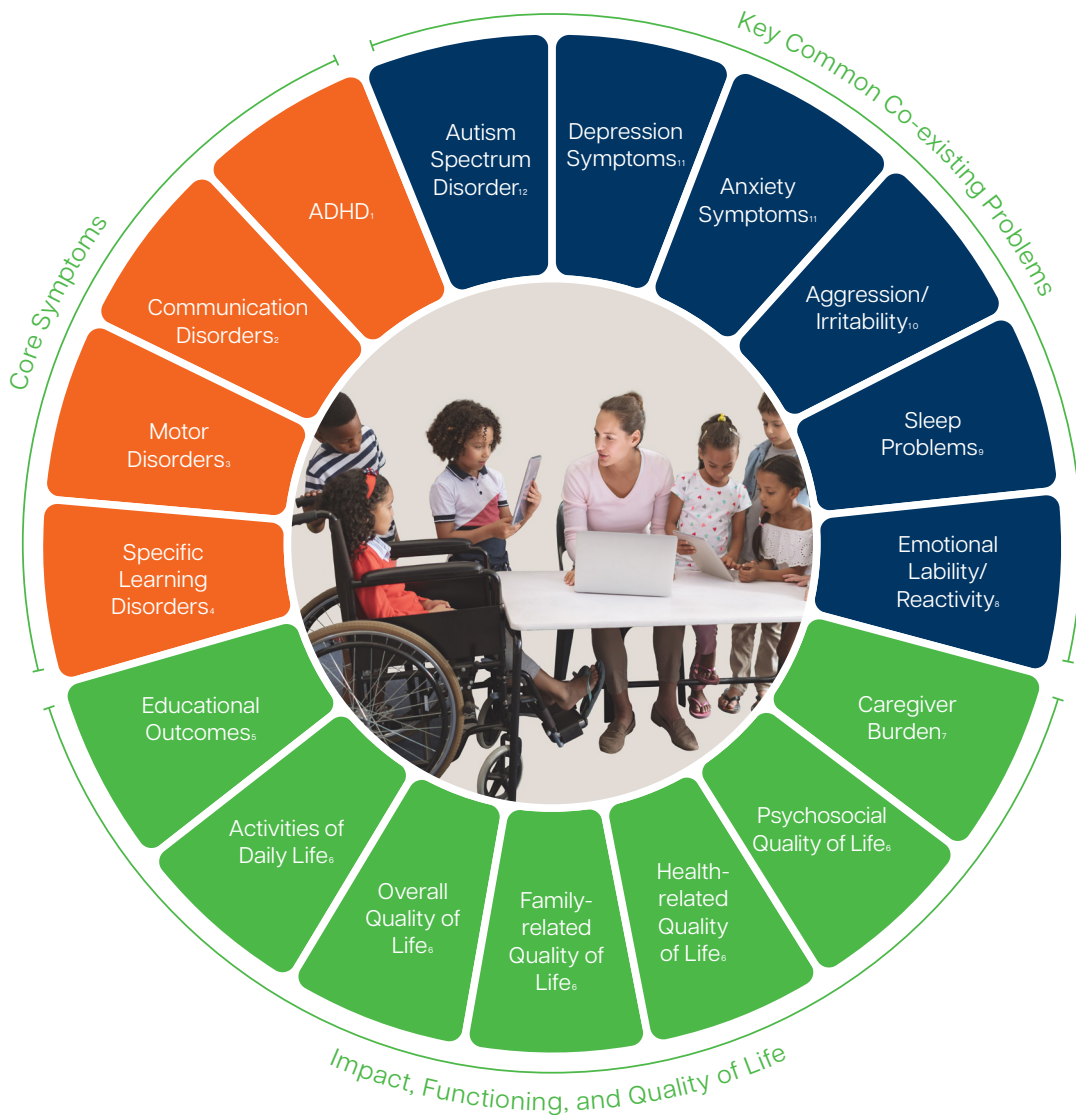 Key Common Co-existing Problems
Autism
Spectrum
Disorder₁₂
Depression
Symptoms₁₁
Anxiety
Symptoms₁₁
Aggression/
Irritability₁₀
Sleep
Problems₉
Emotional
Lability/
Reactivity₈
Core Symptoms
ADHD₁
Communication
Disorders₂
Motor
Disorders₃
Specific
Learning
Disorders₄
Educational
Outcomes₅
Activities of
Daily Life₆
Overall
Quality of
Life₆
Family-
related
Quality of
Life₆
Health-
related
Quality
of Life₆
Psychosocial
Quality of Life₆
Caregiver
Burden₇
Impact, Functioning, and Quality of Life